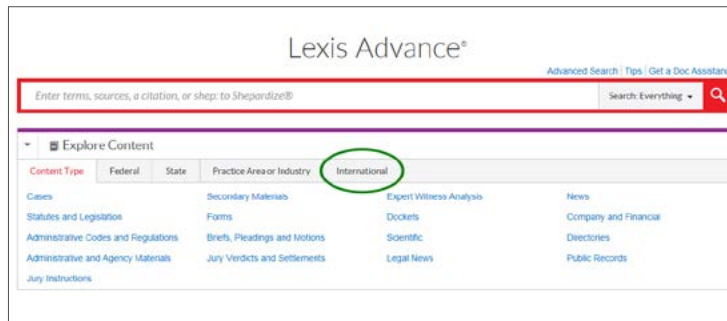 Lexis Advance®
Advanced Search Tips Get a Doc Assistanc
Enter terms, sources, a citation, or shep: to Shepardize® Search: Everything
Explore Content
Content Type Federal State Practice Area or Industry International
Cases Secondary Materials Expert Witness Analysis News
Statutes and Legislation Forms Dockets Company and Financial
Administrative Codes and Regulations Briefs, Pleadings and Motions Scientific Directories
Administrative and Agency Materials Jury Verdicts and Settlements Legal News Public Records
Jury Instructions